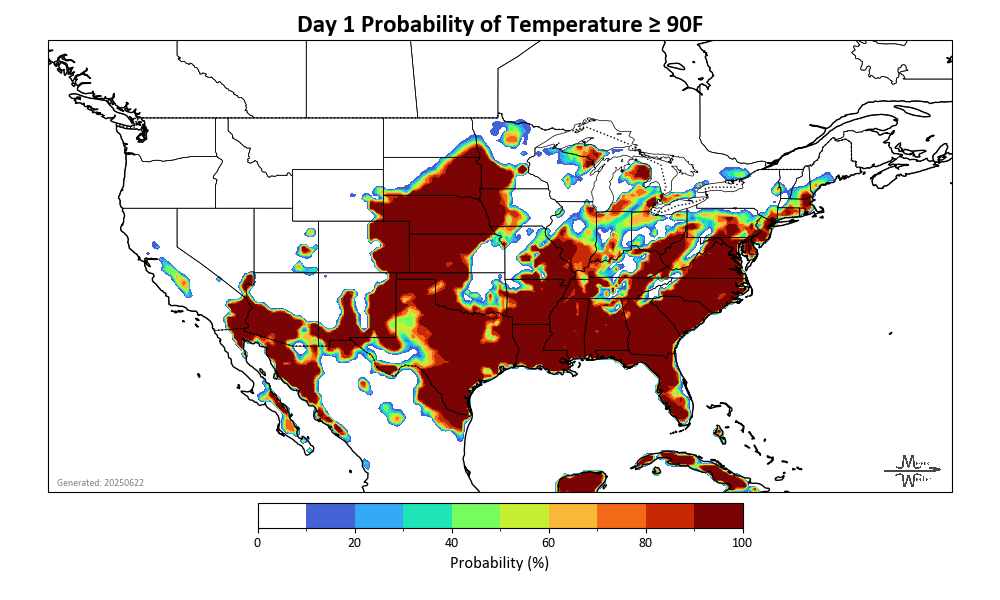 Day 1 Probability of Temperature ≥ 90F
Generated: 20250622
0 20 40 60 80 100
Probability (%)